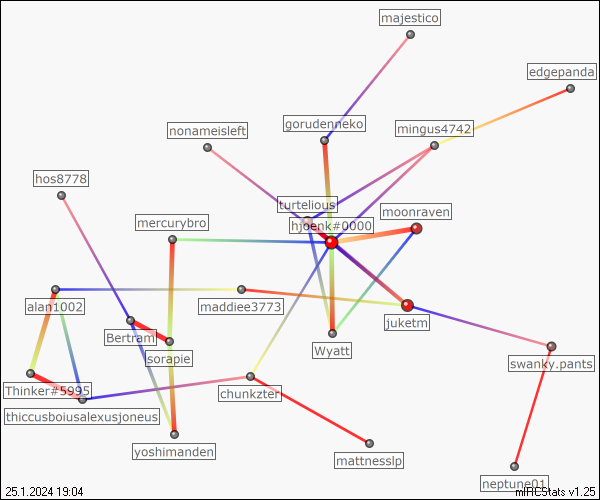 majestico
edgepanda
gorudenneko
mingus4742
nonameisleft
hos8778
turtelious
moonraven
mercurybro
hjoenk#0000
alan1002
maddiee3773
juketm
Bertram
Wyatt
sorapie
swanky.pants
Thinker#5995
chunkzter
thiccusboiusalexusjoneus
yoshimanden
mattnesslp
neptune01
25.1.2024 19:04
mIRCStats v1.25